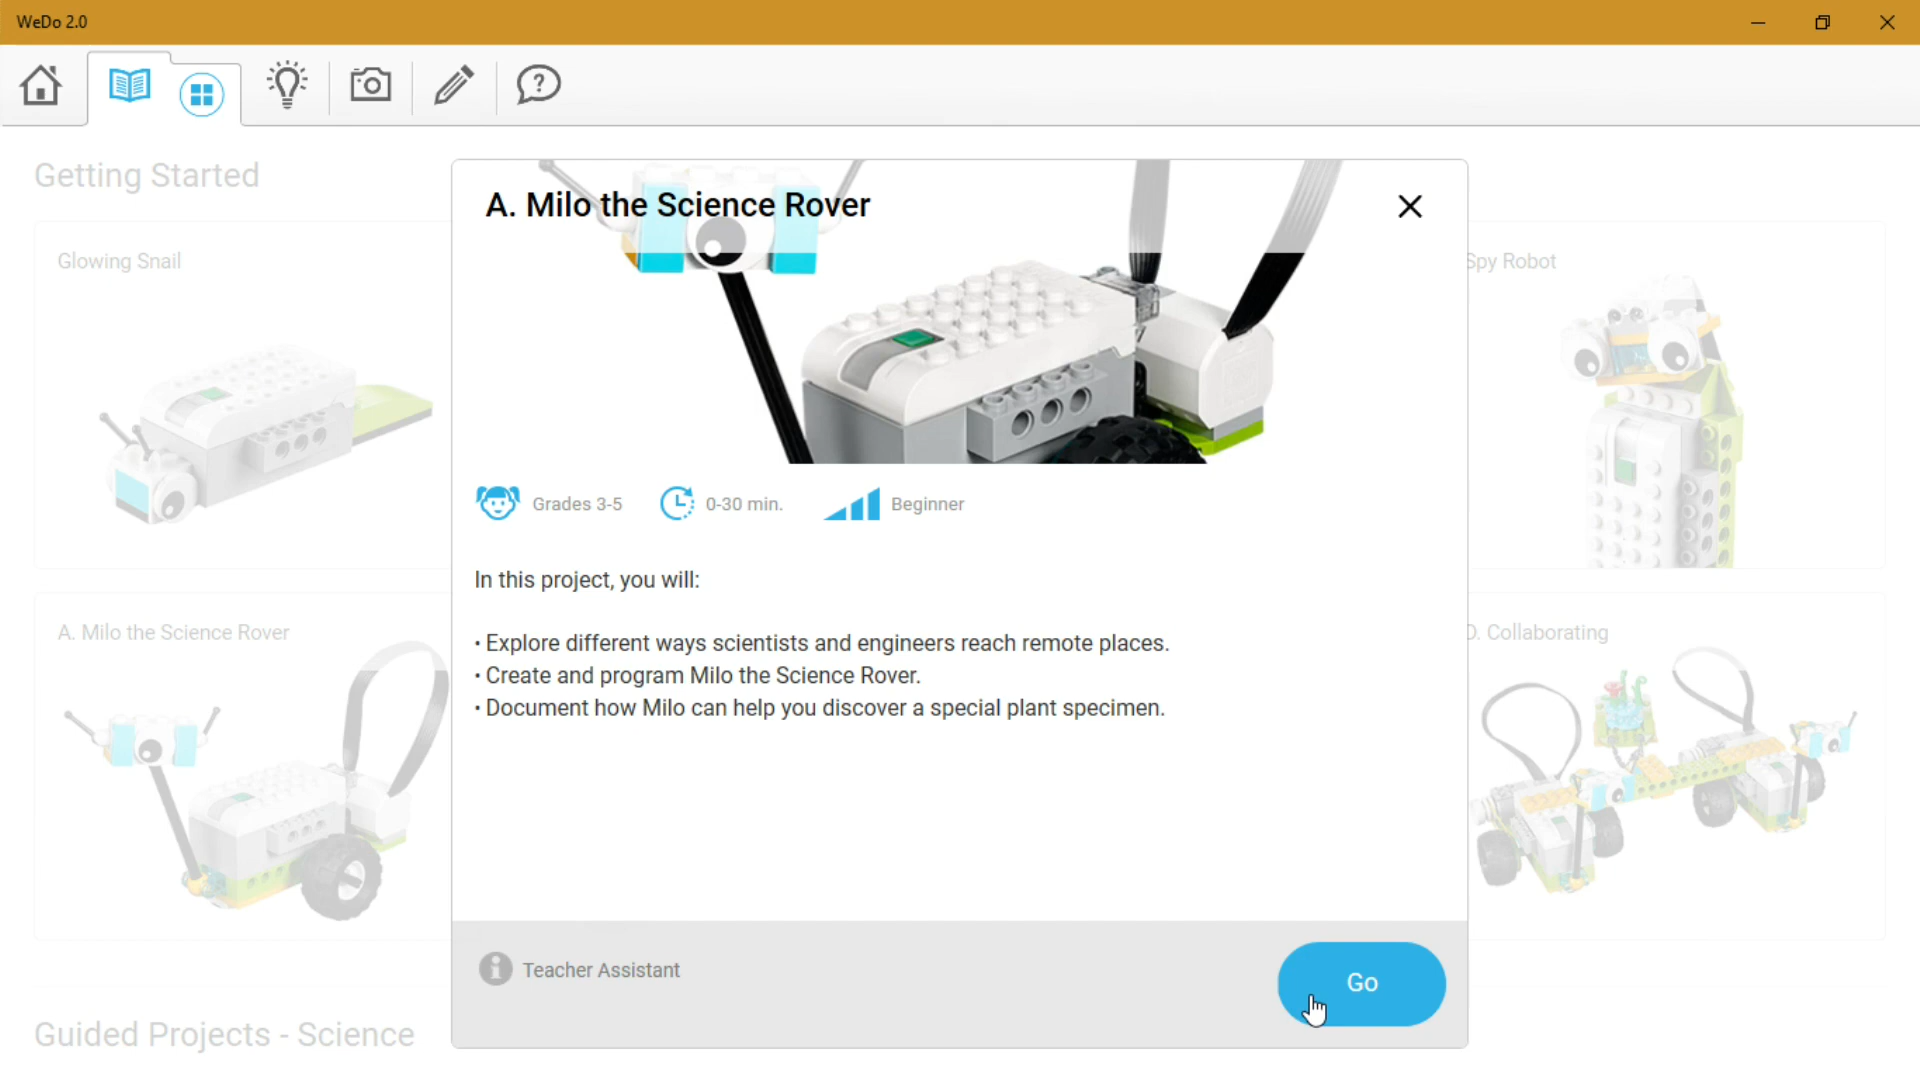 WeDo 2.0
Getting Started
Glowing Snail
A. Milo the Science Rover
Spy Robot
Grades 3-5
0-30 min.
Beginner
In this project, you will:
• Explore different ways scientists and engineers reach remote places.
• Create and program Milo the Science Rover.
• Document how Milo can help you discover a special plant specimen.
A. Milo the Science Rover
D. Collaborating
Teacher Assistant
Go
Guided Projects - Science